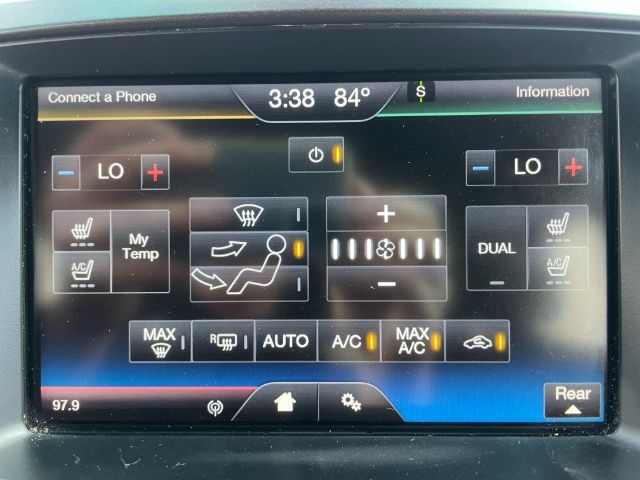 Connect a Phone
3:38 84°
S
Information
LO
LO
My
Temp
A/C
DUAL
A/C
MAX
R
AUTO
A/C
MAX
A/C
97.9
Rear